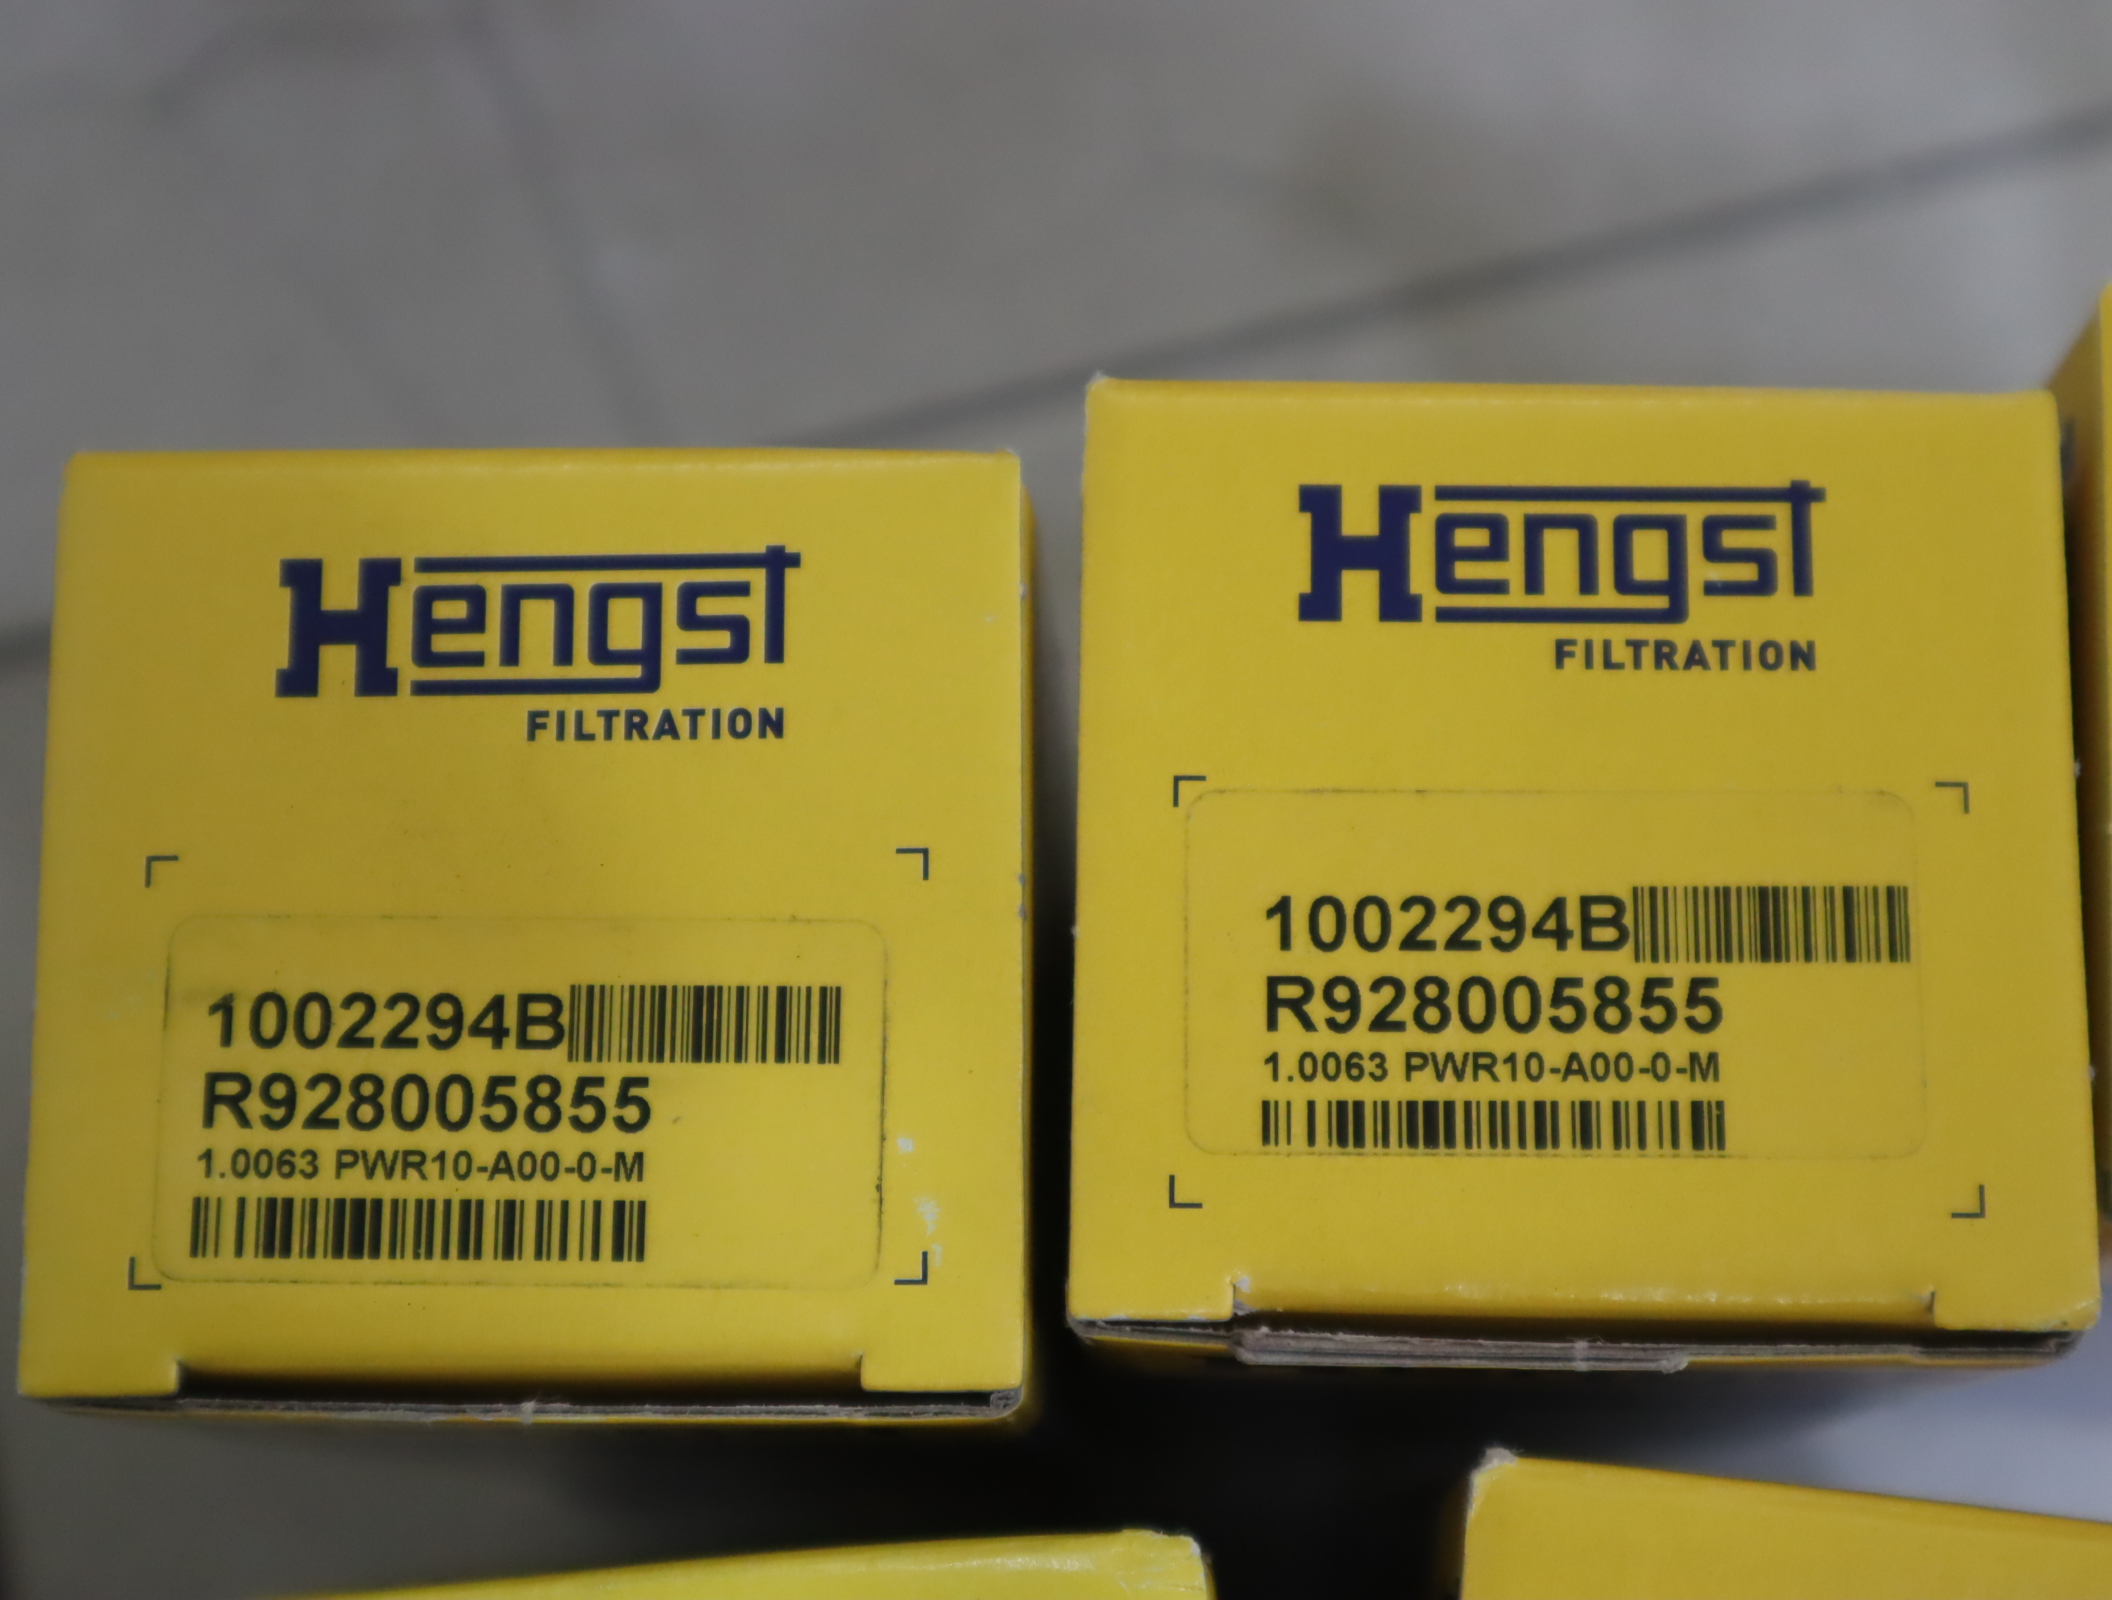 Hengst
FILTRATION
1002294B
R928005855
1.0063 PWR10-A00-0-M
Hengst
FILTRATION
1002294B
R928005855
1.0063 PWR10-A00-0-M